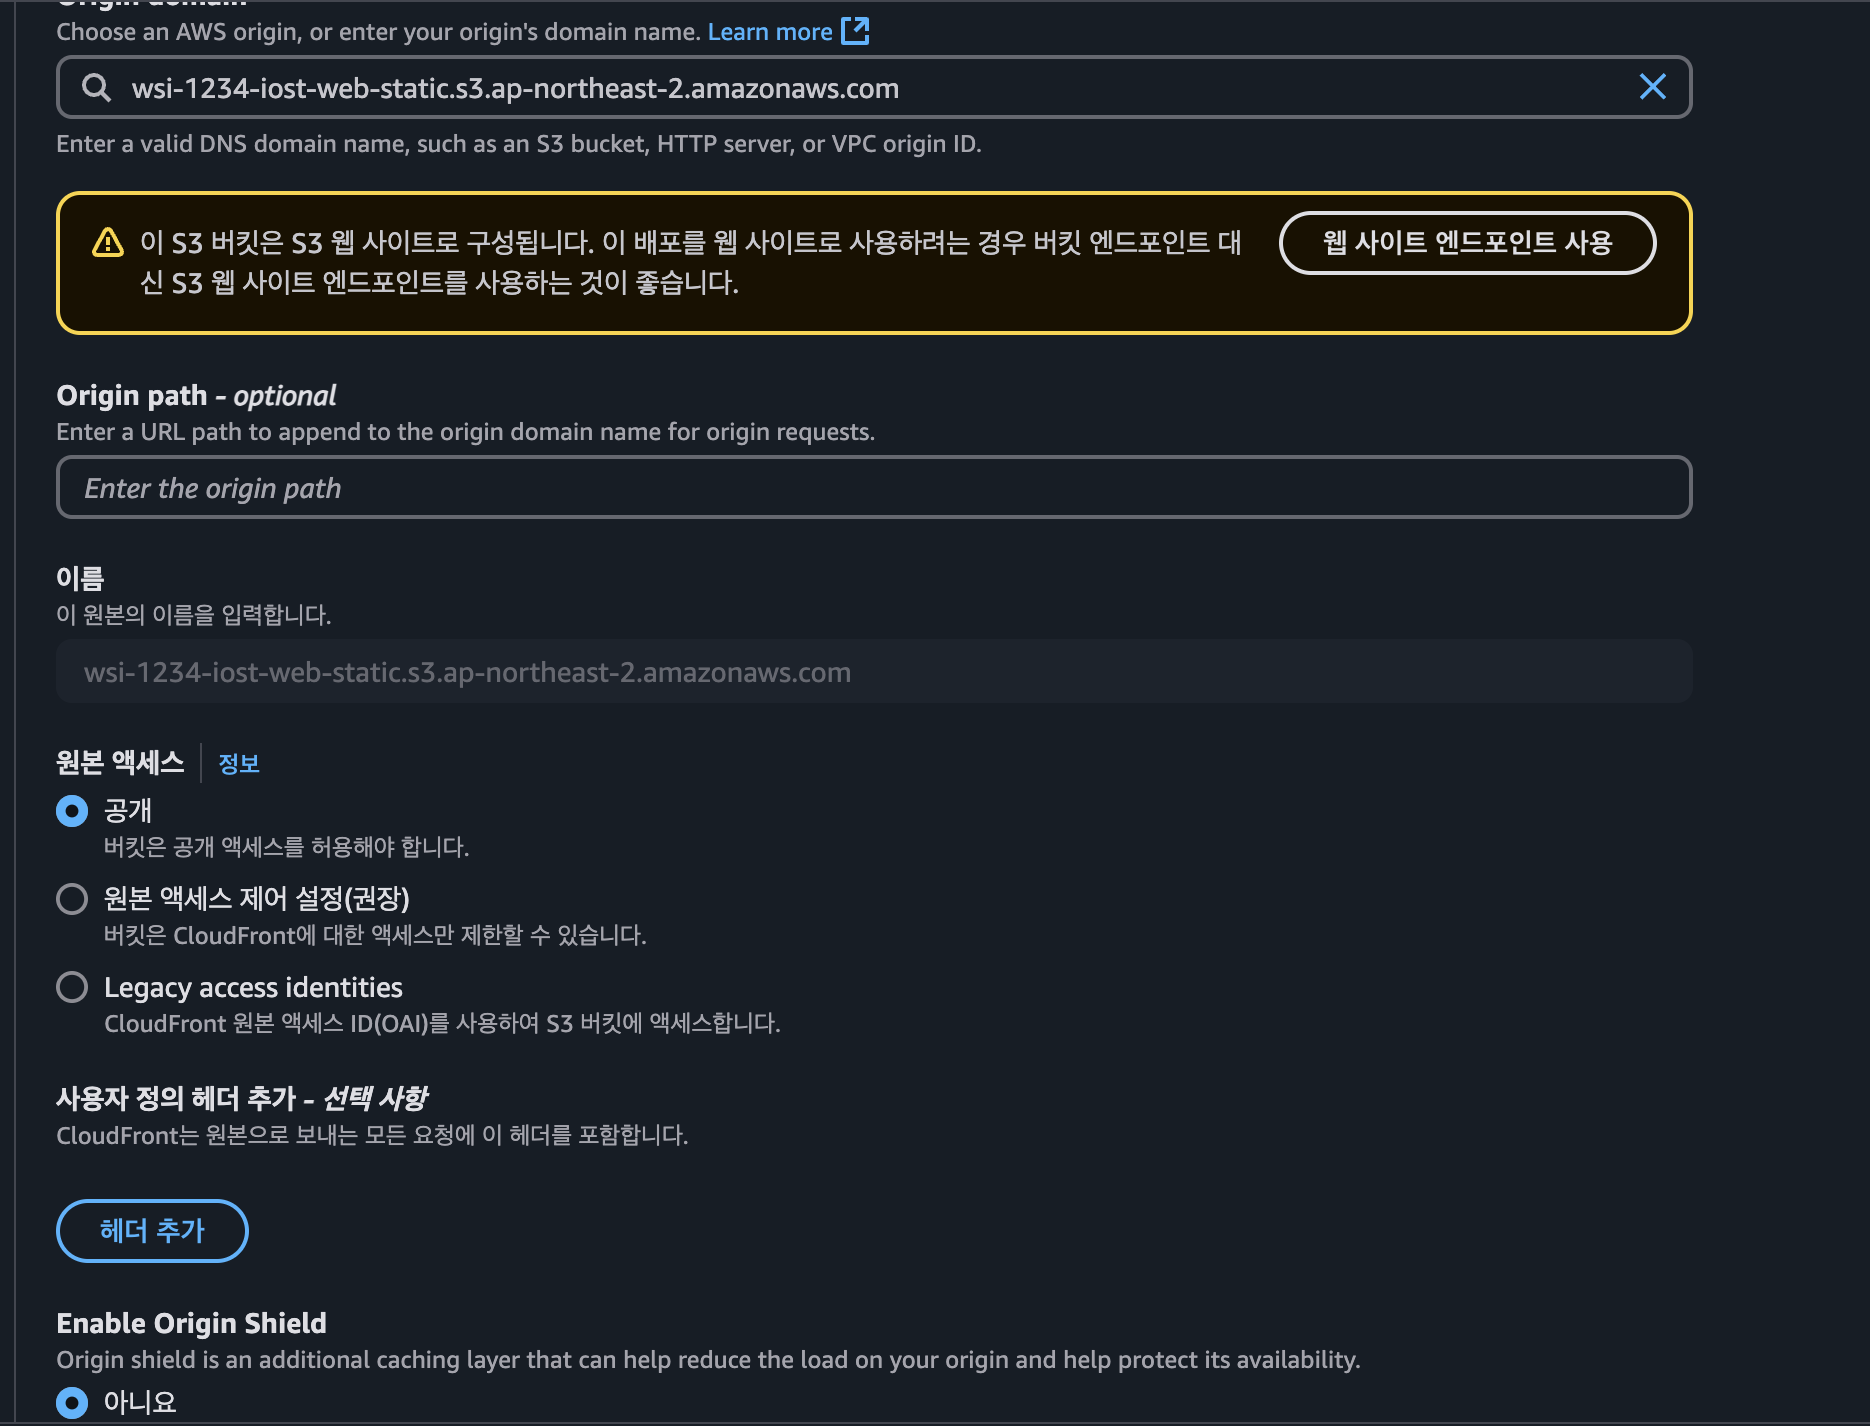 Origin domain
Choose an AWS origin, or enter your origin's domain name. Learn more
wsi-1234-iost-web-static.s3.ap-northeast-2.amazonaws.com
Enter a valid DNS domain name, such as an S3 bucket, HTTP server, or VPC origin ID.
이 S3 버킷은 S3 웹 사이트로 구성됩니다. 이 배포를 웹 사이트로 사용하려는 경우 버킷 엔드포인트 대
신 S3 웹 사이트 엔드포인트를 사용하는 것이 좋습니다.
웹 사이트 엔드포인트 사용
Origin path - optional
Enter a URL path to append to the origin domain name for origin requests.
Enter the origin path
이름
이 원본의 이름을 입력합니다.
wsi-1234-iost-web-static.s3.ap-northeast-2.amazonaws.com
원본 액세스 정보
공개
버킷은 공개 액세스를 허용해야 합니다.
원본 액세스 제어 설정(권장)
버킷은 CloudFront에 대한 액세스만 제한할 수 있습니다.
Legacy access identities
CloudFront 원본 액세스 ID(OAI)를 사용하여 S3 버킷에 액세스합니다.
사용자 정의 헤더 추가 - 선택 사항
CloudFront는 원본으로 보내는 모든 요청에 이 헤더를 포함합니다.
헤더 추가
Enable Origin Shield
Origin shield is an additional caching layer that can help reduce the load on your origin and help protect its availability.
아니요